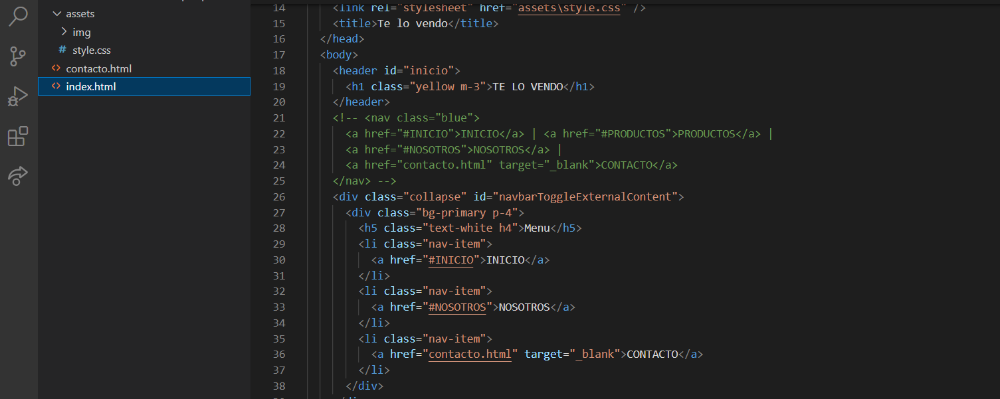 assets
img
# style.css
<> contacto.html
<> index.html
14 <link rel="stylesheet" href="assets\style.css" />
15 <title>Te lo vendo</title>
16 </head>
17 <body>
18 <header id="inicio">
19 <h1 class="yellow m-3">TE LO VENDO</h1>
20 </header>
21 <!-- <nav class="blue">
22 <a href="#INICIO">INICIO</a> | <a href="#PRODUCTOS">PRODUCTOS</a> |
23 <a href="#NOSOTROS">NOSOTROS</a> |
24 <a href="contacto.html" target="_blank">CONTACTO</a>
25 </nav> -->
26 <div class="collapse" id="navbarToggleExternalContent">
27 <div class="bg-primary p-4">
28 <h5 class="text-white h4">Menu</h5>
29 <li class="nav-item">
30 <a href="#INICIO">INICIO</a>
31 </li>
32 <li class="nav-item">
33 <a href="#NOSOTROS">NOSOTROS</a>
34 </li>
35 <li class="nav-item">
36 <a href="contacto.html" target="_blank">CONTACTO</a>
37 </li>
38 </div>